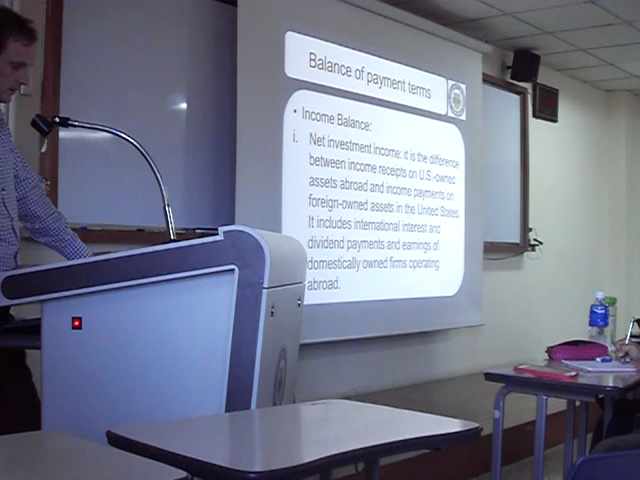 Balance of payment terms
• Income Balance:
i. Net investment income: it is the difference
between income receipts on U.S.-owned
assets abroad and income payments on
foreign-owned assets in the United States.
It includes international interest and
dividend payments and earnings of
domestically owned firms operating
abroad.